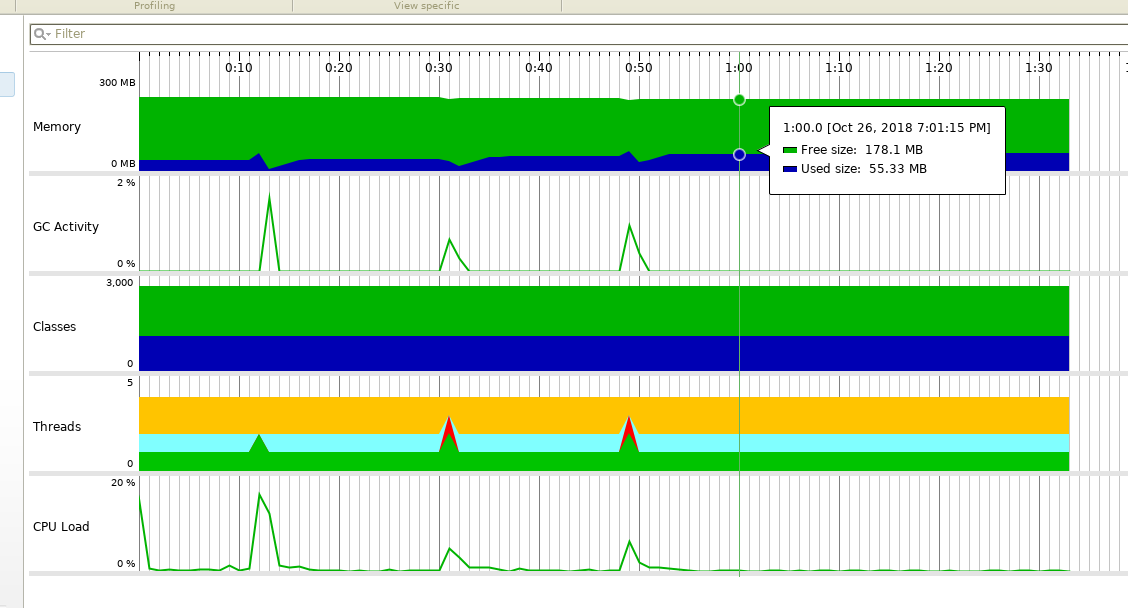 Profiling View specific
Filter
0:10 0:20 0:30 0:40 0:50 1:00 1:10 1:20 1:30
300 MB
Memory
0 MB
1:00.0 [Oct 26, 2018 7:01:15 PM]
Free size: 178.1 MB
Used size: 55.33 MB
2 %
GC Activity
0 %
3,000
Classes
0
5
Threads
0
20 %
CPU Load
0 %